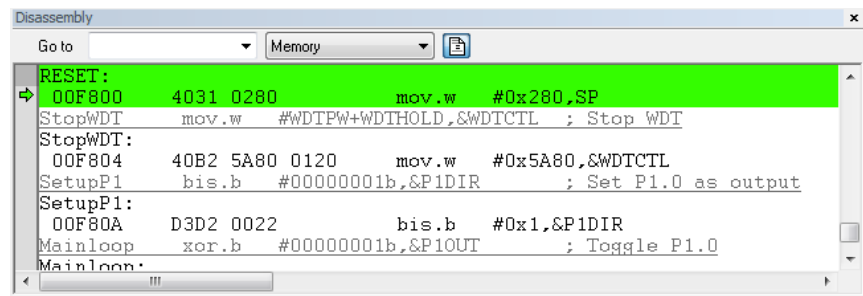 Disassembly
Go to Memory
RESET:
00F800 4031 0280 mov.w #0x280,SP
StopWDT mov.w #WDTPW+WDTHOLD,&WDTCTL ; Stop WDT
StopWDT:
00F804 40B2 5A80 0120 mov.w #0x5A80,&WDTCTL
SetupP1 bis.b #00000001b,&P1DIR ; Set P1.0 as output
SetupP1:
00F80A D3D2 0022 bis.b #0x1,&P1DIR
Mainloop xor.b #00000001b,&P1OUT ; Toggle P1.0
Mainloop: